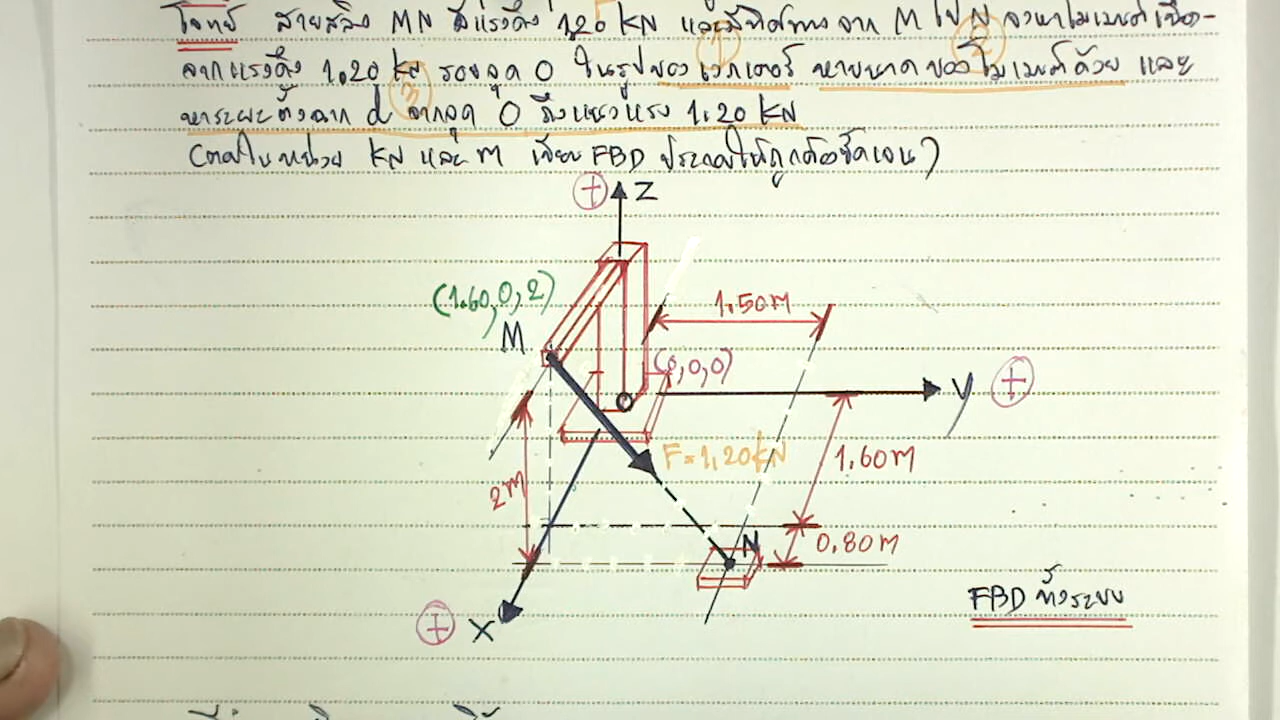 โจทย์ สายสลิง MN มีแรงดึง 1.20 KN และมีทิศทางจาก M ไป N จงหาโมเมนต์เนื่อง-
จากแรงดึง 1.20 KN รอบจุด O ในรูปของเวกเตอร์ หาขนาดของโมเมนต์ด้วย และ
หาระยะตั้งฉาก d จากจุด O ถึงแนวแรง 1.20 KN
(ตอบในหน่วย KN และ M เขียน FBD ประกอบให้ถูกต้องชัดเจน)
① ② ③
+ Z
(1.60,0,2)
1.50M
M
(0,0,0)
O
Y +
F=1.20KN
1.60M
2M
N
0.80M
FBD ทั้งระบบ
+ X